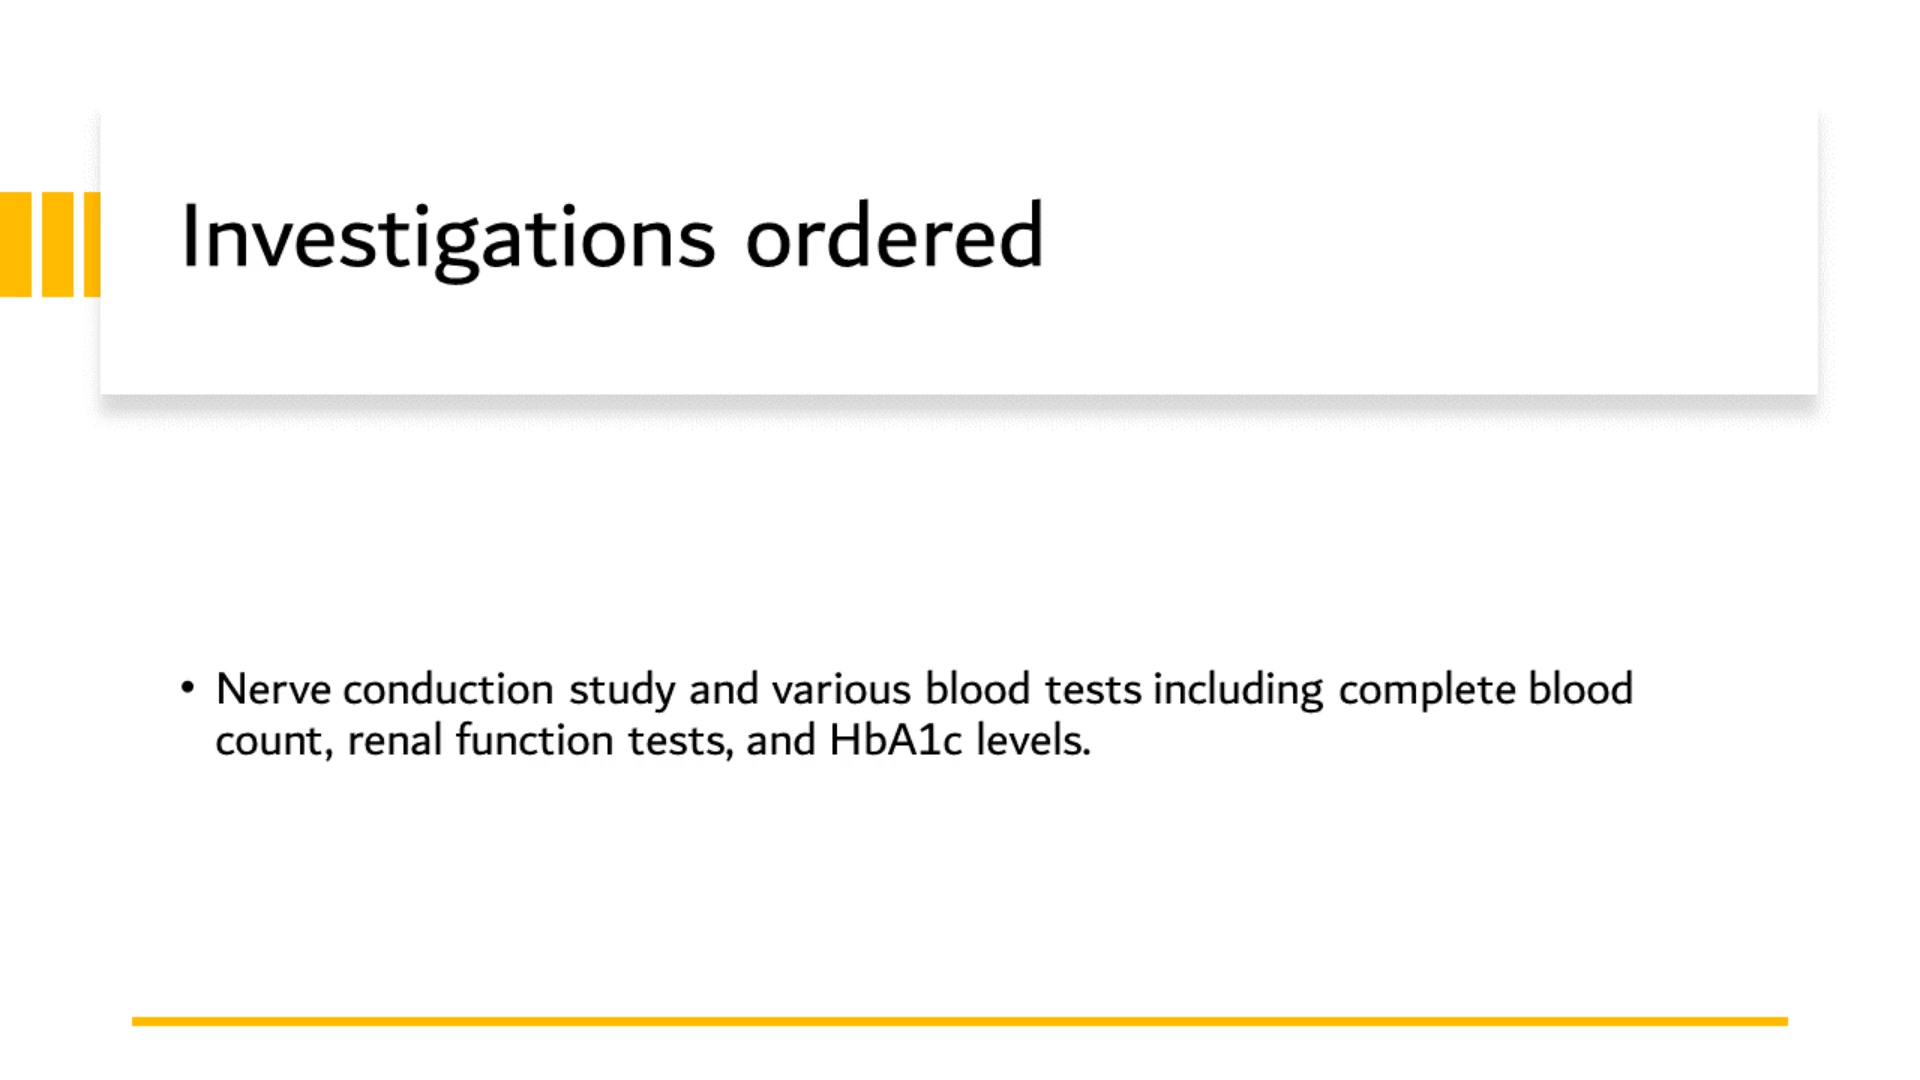 Investigations ordered
• Nerve conduction study and various blood tests including complete blood
count, renal function tests, and HbA1c levels.